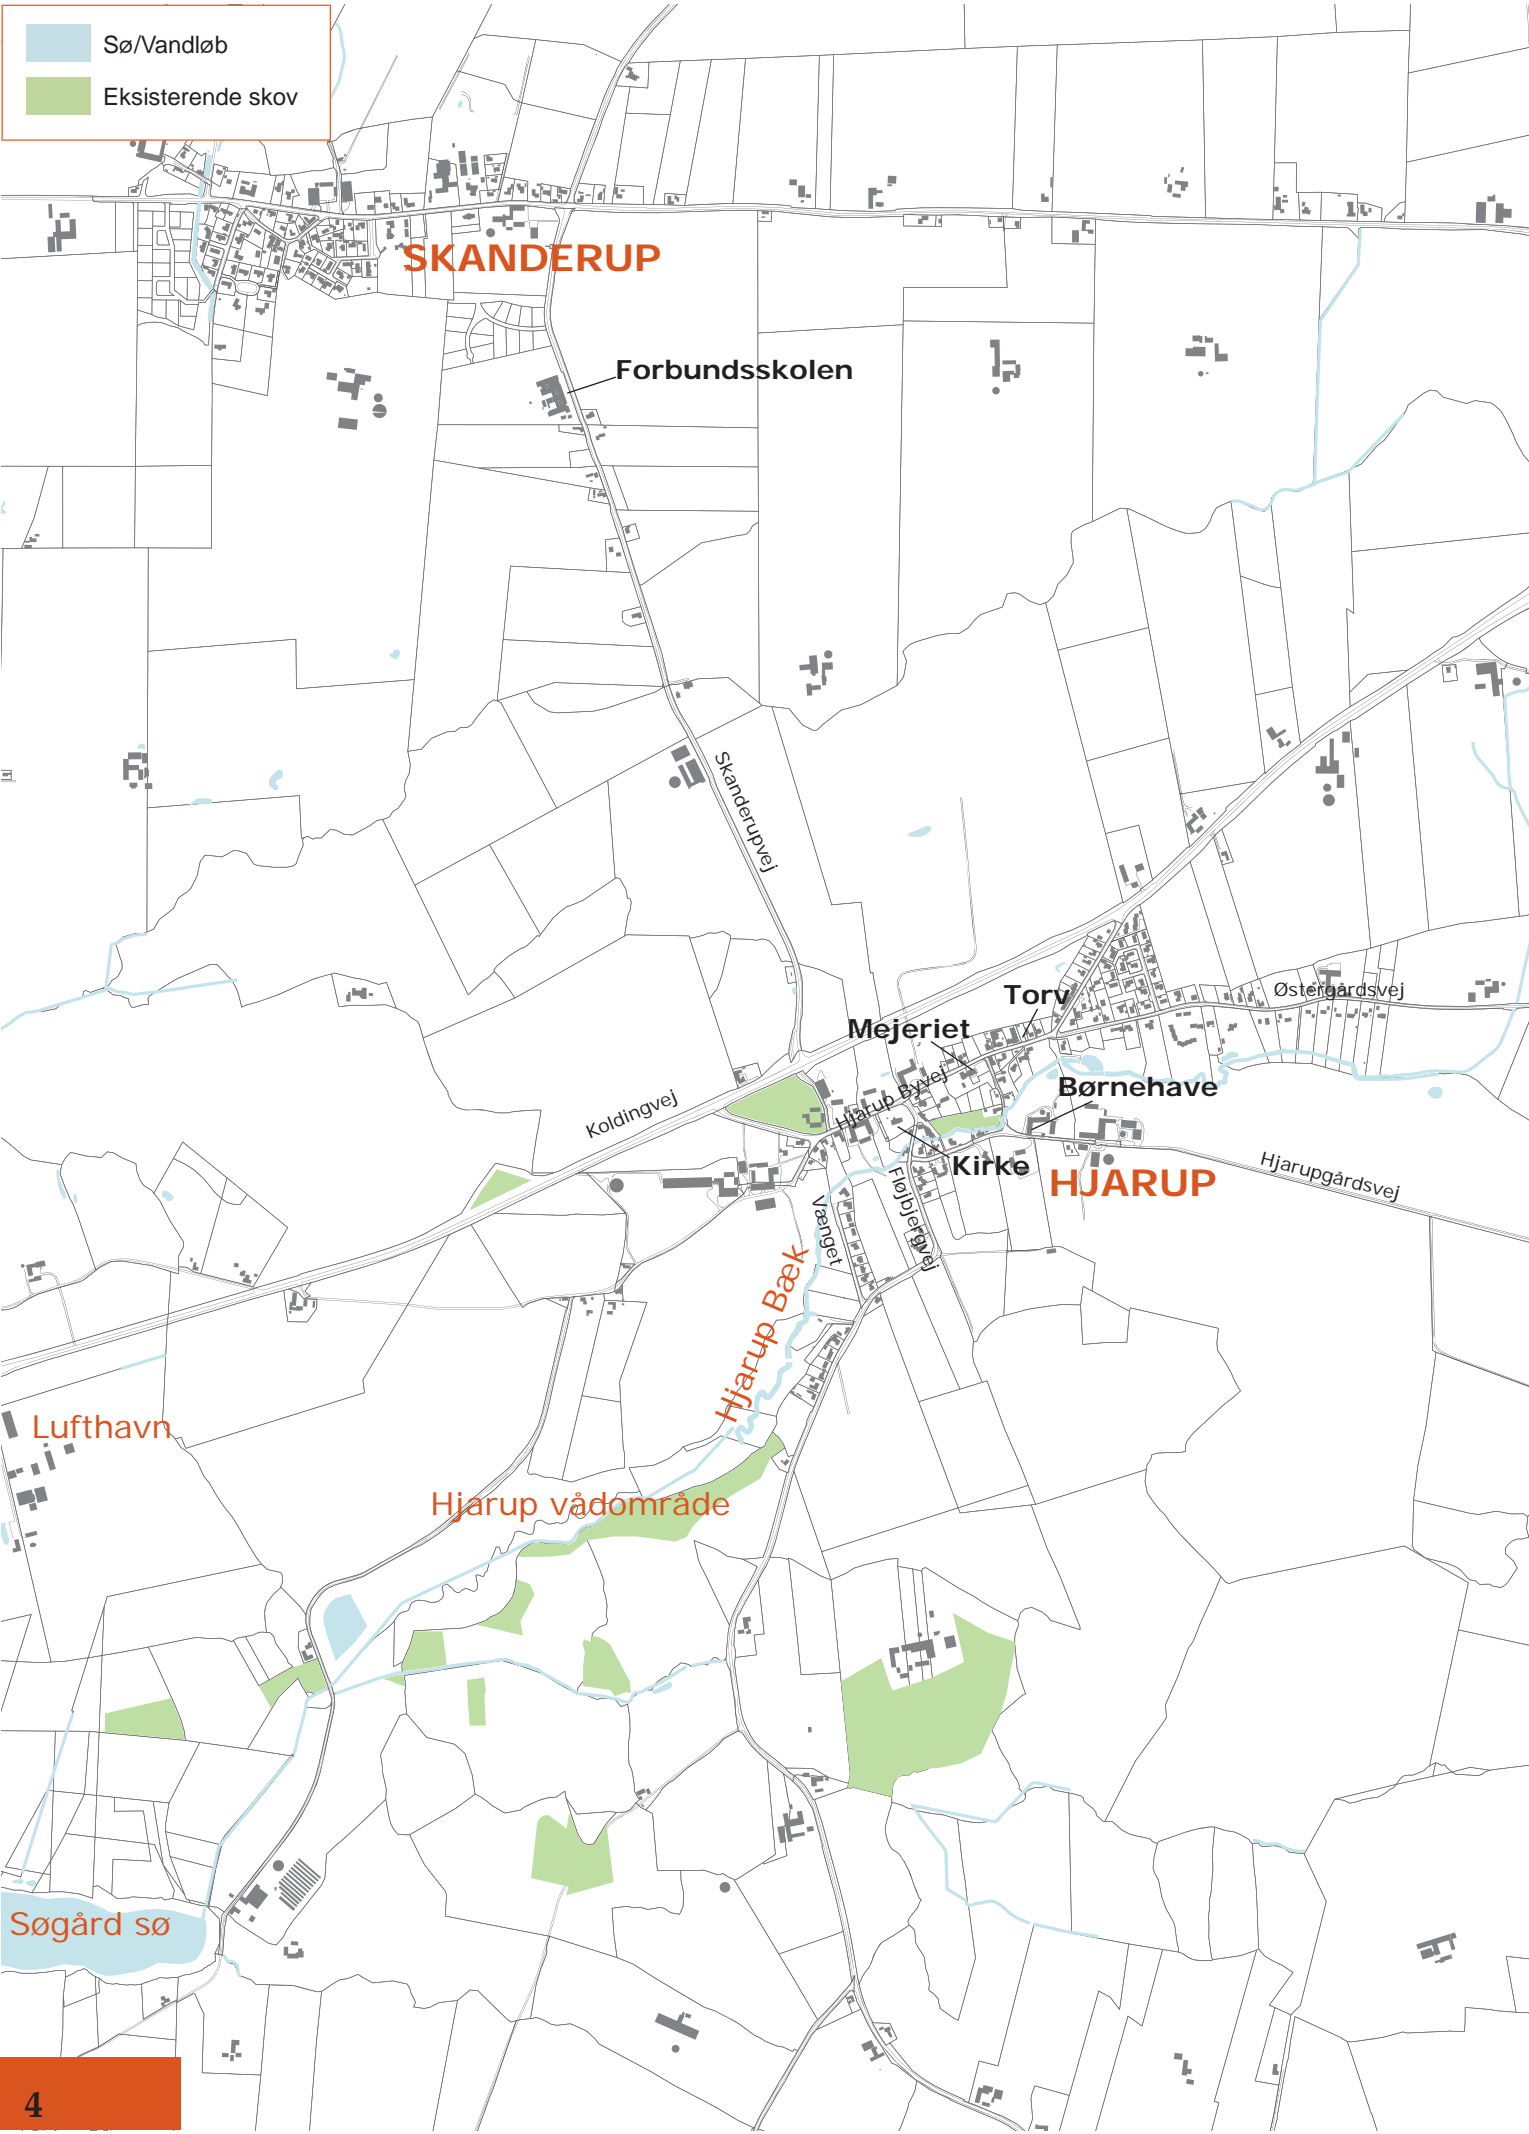 Sø/Vandløb
Eksisterende skov
SKANDERUP
Forbundsskolen
Skanderupvej
Østergårdsvej
Torv
Mejeriet
Hjarup Byvej
Børnehave
Koldingvej
Kirke
HJARUP
Hjarupgårdsvej
Vænget
Fløjbjergvej
Hjarup Bæk
Lufthavn
Hjarup vådområde
Søgård sø
4